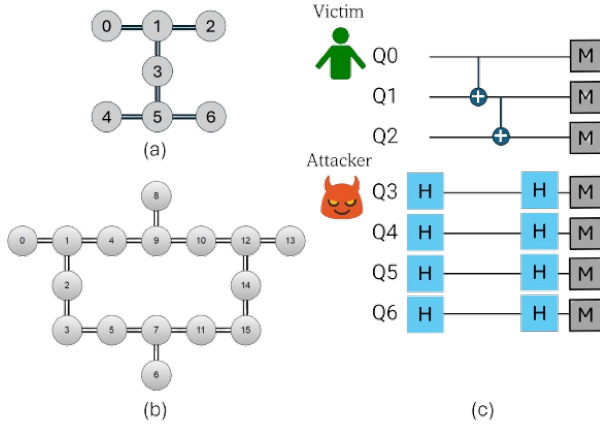 0 1 2
3
4 5 6
(a)
8
0 1 4 9 10 12 13
2 14
3 5 7 11 15
6
(b)
Victim
Q0 M
Q1 M
Q2 M
Attacker
Q3 H H M
Q4 H H M
Q5 H H M
Q6 H H M
(c)